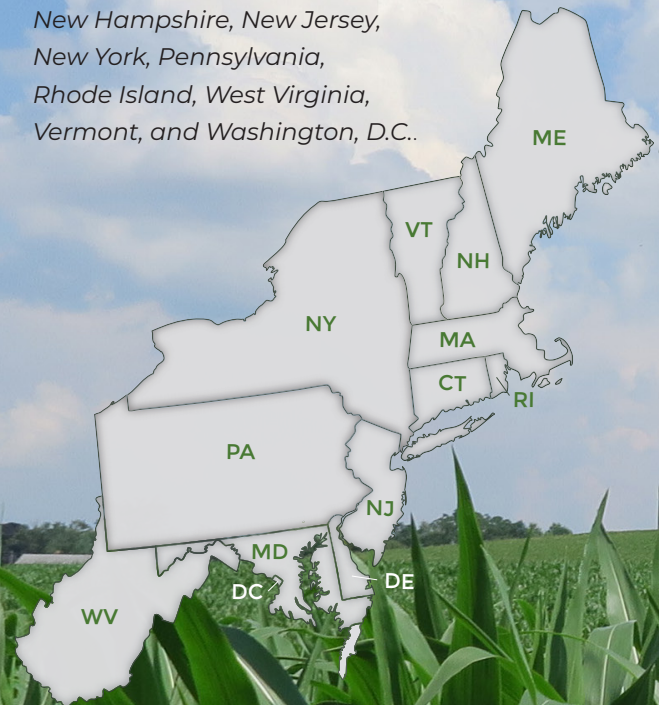 New Hampshire, New Jersey,
New York, Pennsylvania,
Rhode Island, West Virginia,
Vermont, and Washington, D.C..
ME
VT
NH
NY
MA
CT
RI
PA
NJ
MD
DC
DE
WV